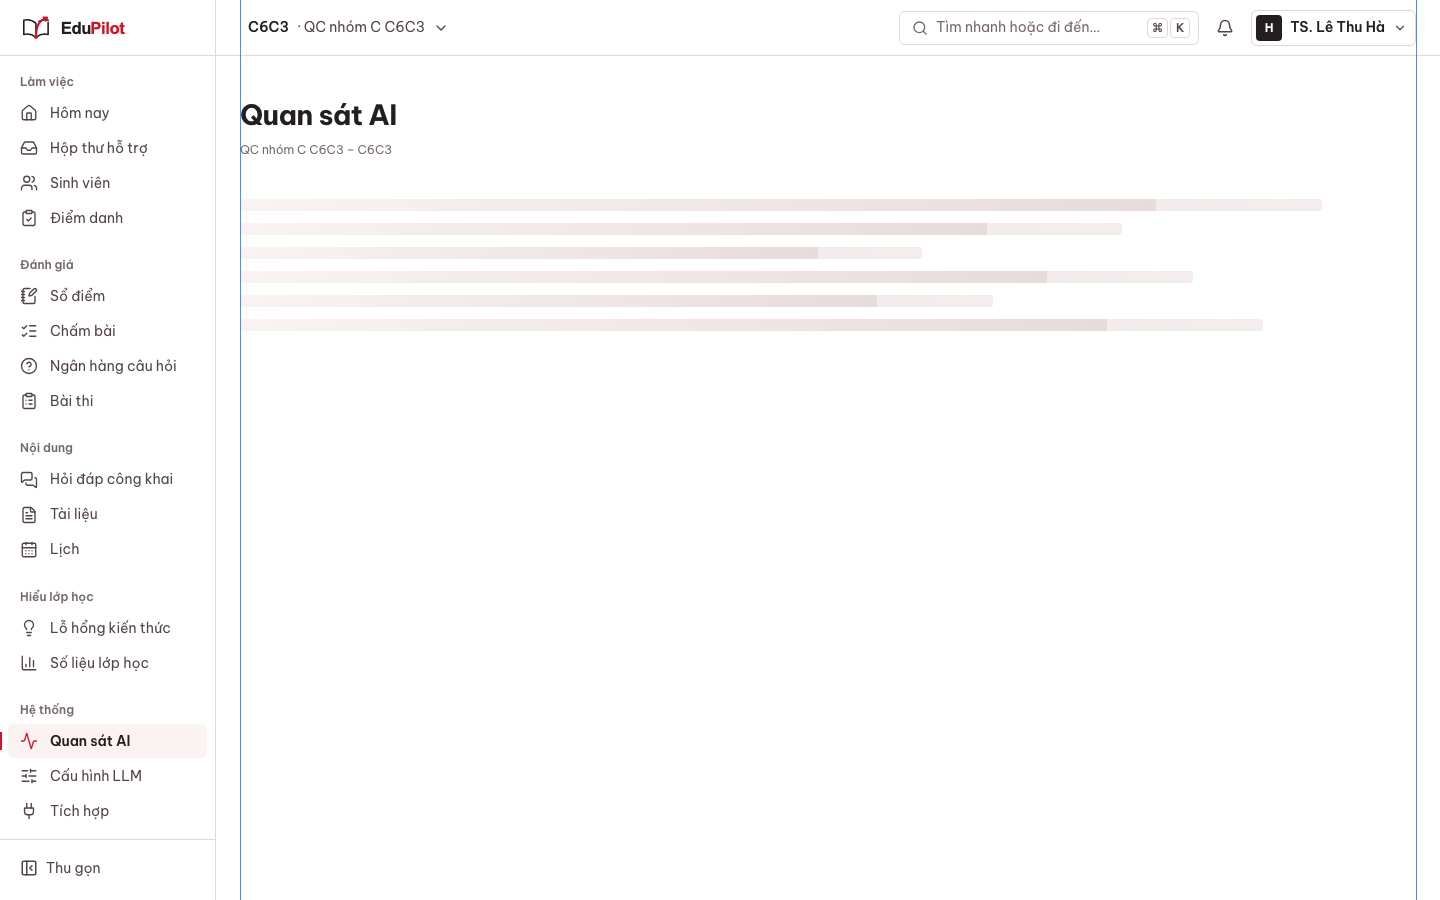 EduPilot
C6C3 · QC nhóm C C6C3
Tìm nhanh hoặc đi đến...
⌘ K
H TS. Lê Thu Hà
Làm việc
Hôm nay
Hộp thư hỗ trợ
Sinh viên
Điểm danh
Đánh giá
Sổ điểm
Chấm bài
Ngân hàng câu hỏi
Bài thi
Nội dung
Hỏi đáp công khai
Tài liệu
Lịch
Hiểu lớp học
Lỗ hổng kiến thức
Số liệu lớp học
Hệ thống
Quan sát AI
Cấu hình LLM
Tích hợp
Thu gọn
Quan sát AI
QC nhóm C C6C3 – C6C3